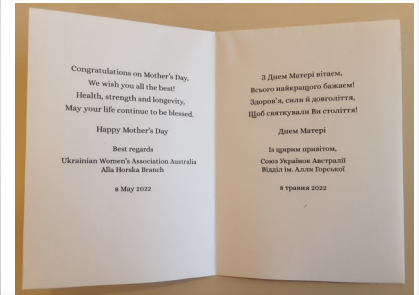 Congratulations on Mother's Day,
We wish you all the best!
Health, strength and longevity,
May your life continue to be blessed.
Happy Mother's Day
Best regards
Ukrainian Women's Association Australia
Alla Horska Branch
8 May 2022
З Днем Матері вітаєм,
Всього найкращого бажаєм!
Здоров'я, сили й довголіття,
Щоб святкували Ви століття!
Днем Матері
Із щирим привітом,
Союз Українок Австралії
Відділ ім. Алли Горської
8 травня 2022